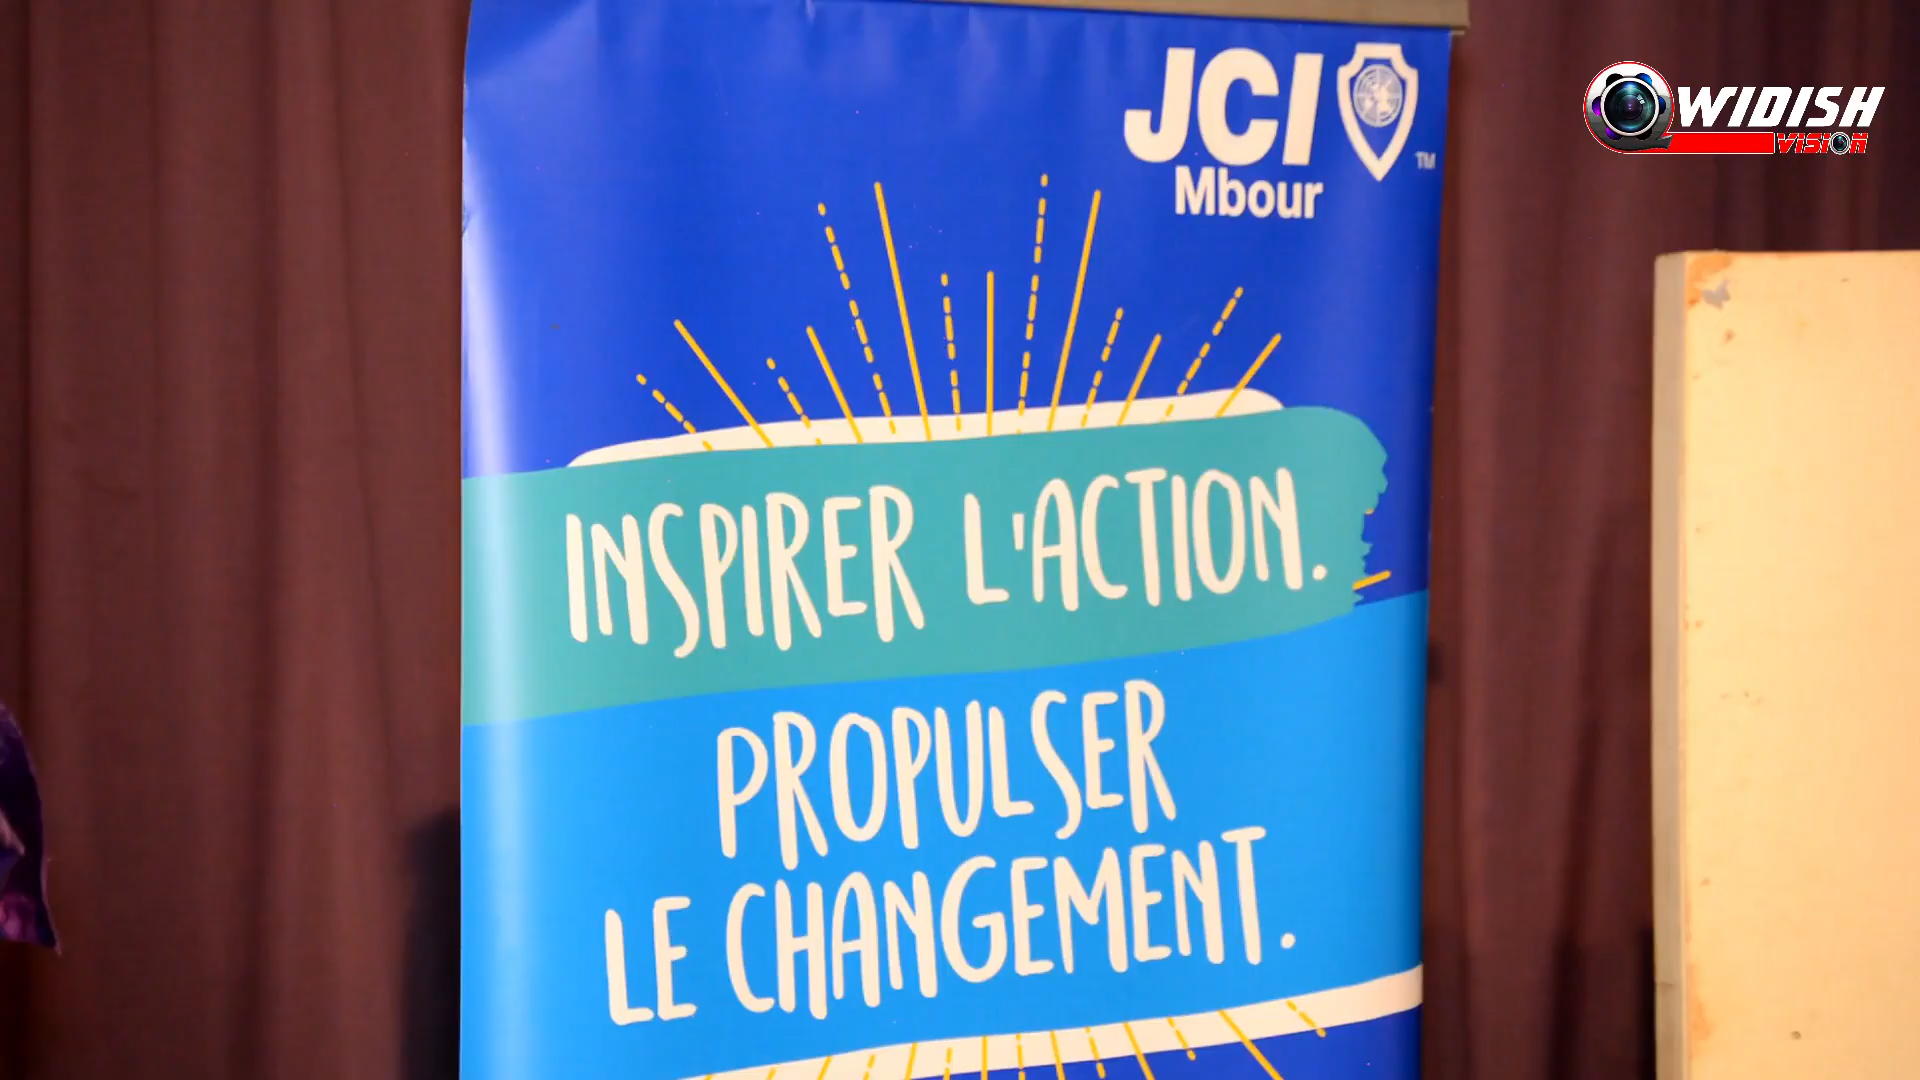 JCI
TM
Mbour
WIDISH
VISION
INSPIRER L'ACTION.
PROPULSER
LE CHANGEMENT.